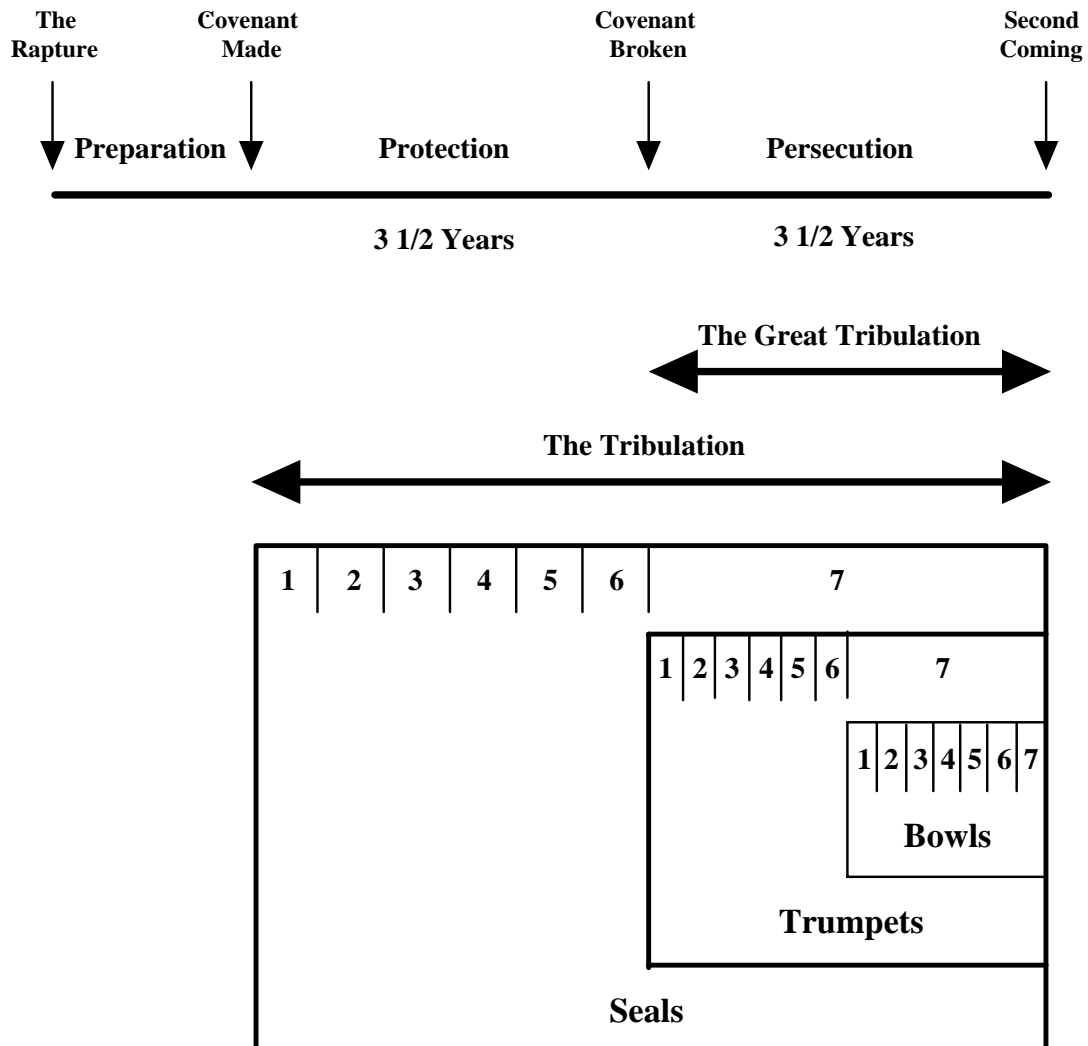 The Covenant Covenant Second
Rapture Made Broken Coming
Preparation Protection Persecution
3 1/2 Years 3 1/2 Years
The Great Tribulation
The Tribulation
1 2 3 4 5 6 7
1 2 3 4 5 6 7
1 2 3 4 5 6 7
Bowls
Trumpets
Seals